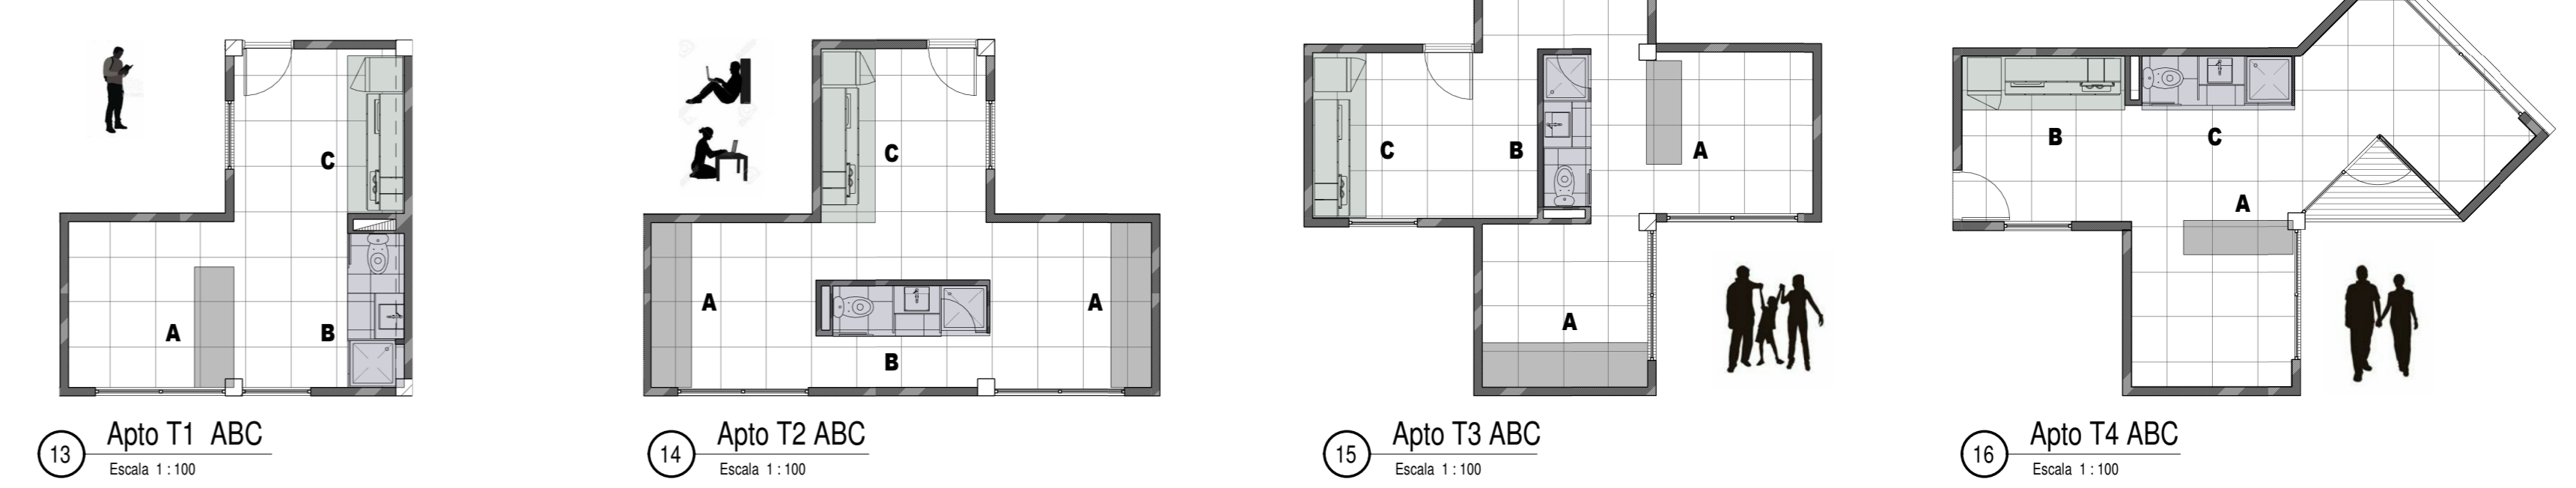 C
A
B
13
Apto T1 ABC
Escala 1 : 100
C
A
A
B
14
Apto T2 ABC
Escala 1 : 100
C
B
A
A
15
Apto T3 ABC
Escala 1 : 100
B
C
A
16
Apto T4 ABC
Escala 1 : 100